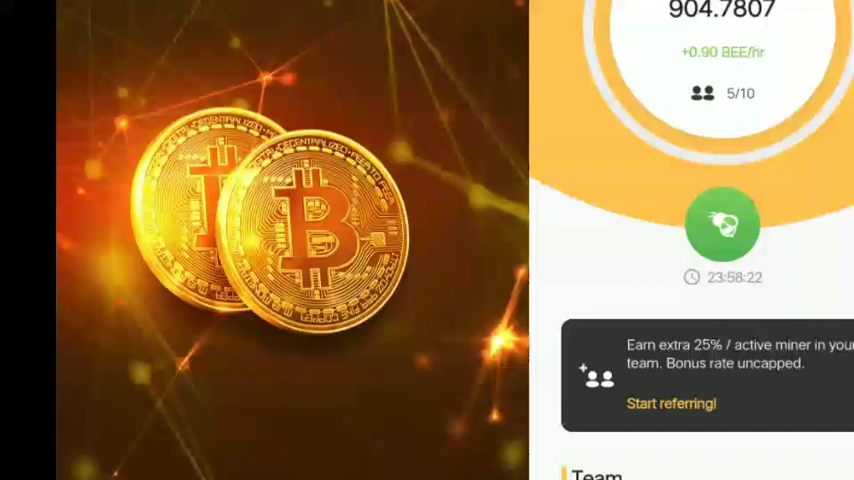 904.7807
+0.90 BEE/hr
5/10
23:58:22
Earn extra 25% / active miner in your
team. Bonus rate uncapped.
Start referring!
Team